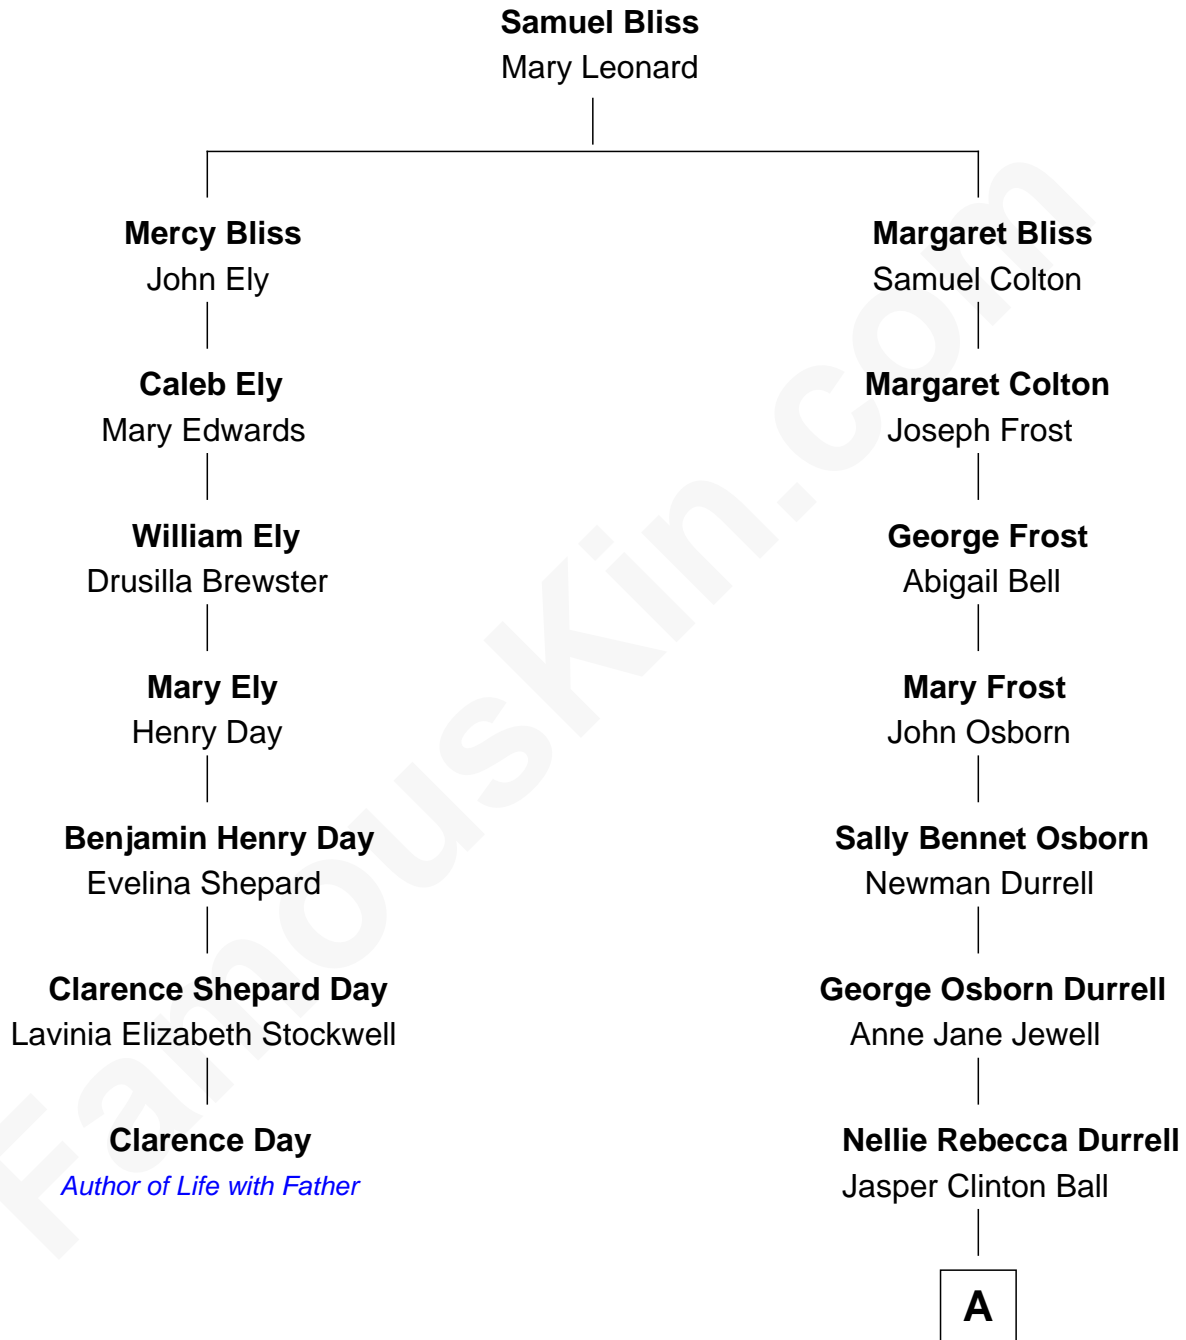 Samuel Bliss
Mary Leonard
Mercy Bliss
John Ely
Margaret Bliss
Samuel Colton
Caleb Ely
Mary Edwards
Margaret Colton
Joseph Frost
William Ely
Drusilla Brewster
George Frost
Abigail Bell
Mary Ely
Henry Day
Mary Frost
John Osborn
Benjamin Henry Day
Evelina Shepard
Sally Bennet Osborn
Newman Durrell
Clarence Shepard Day
Lavinia Elizabeth Stockwell
George Osborn Durrell
Anne Jane Jewell
Clarence Day
Author of Life with Father
Nellie Rebecca Durrell
Jasper Clinton Ball
A
FamousKin.com